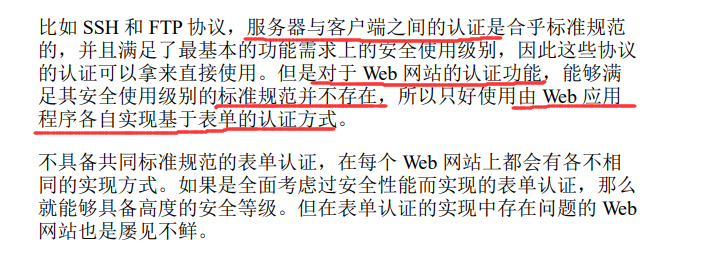 比如 SSH 和 FTP 协议，服务器与客户端之间的认证是合乎标准规范
的，并且满足了最基本的功能需求上的安全使用级别，因此这些协议
的认证可以拿来直接使用。但是对于 Web 网站的认证功能，能够满
足其安全使用级别的标准规范并不存在，所以只好使用由 Web 应用
程序各自实现基于表单的认证方式。
不具备共同标准规范的表单认证，在每个 Web 网站上都会有各不相
同的实现方式。如果是全面考虑过安全性能而实现的表单认证，那么
就能够具备高度的安全等级。但在表单认证的实现中存在问题的 Web
网站也是屡见不鲜。